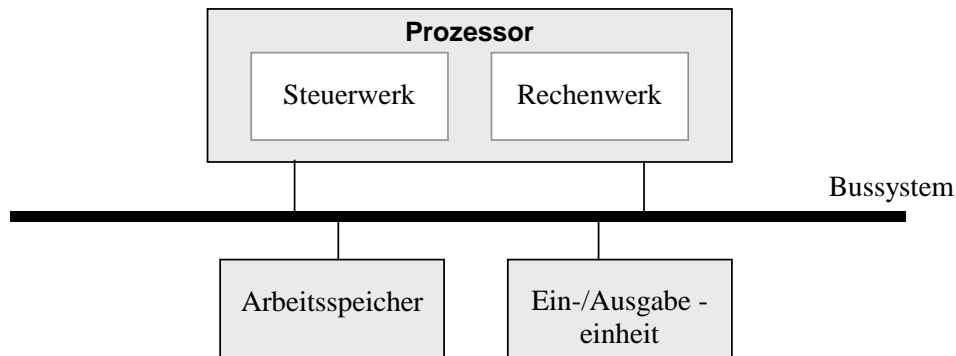 Prozessor
Steuerwerk
Rechenwerk
Bussystem
Arbeitsspeicher
Ein-/Ausgabe -
einheit